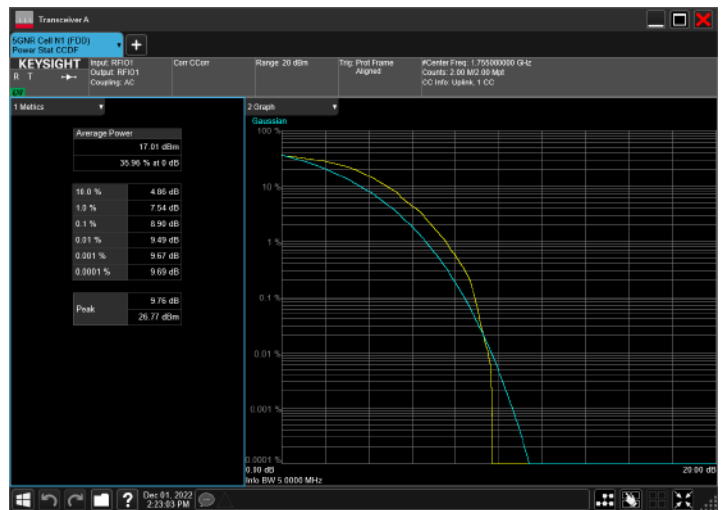 Transceiver A
5GNR Cell N1 (FDD)
Power Stat CCDF
KEYSIGHT
R T
Input: RFIO1
Output: RFIO1
Coupling: AC
Corr CCorr
Range: 20 dBm
Trig: Prot Frame
Aligned
#Center Freq: 1.755000000 GHz
Counts: 2.00 M/2.00 Mpt
CC Info: Uplink, 1 CC
1 Metrics
Average Power
17.01 dBm
35.96 % at 0 dB
10.0 % 4.86 dB
1.0 % 7.54 dB
0.1 % 8.90 dB
0.01 % 9.49 dB
0.001 % 9.67 dB
0.0001 % 9.69 dB
Peak
9.76 dB
26.77 dBm
2 Graph
Gaussian
100 %
10 %
1 %
0.1 %
0.01 %
0.001 %
0.0001 %
0.00 dB
20.00 dB
Info BW 5.0000 MHz
? Dec 01, 2022
2:23:03 PM